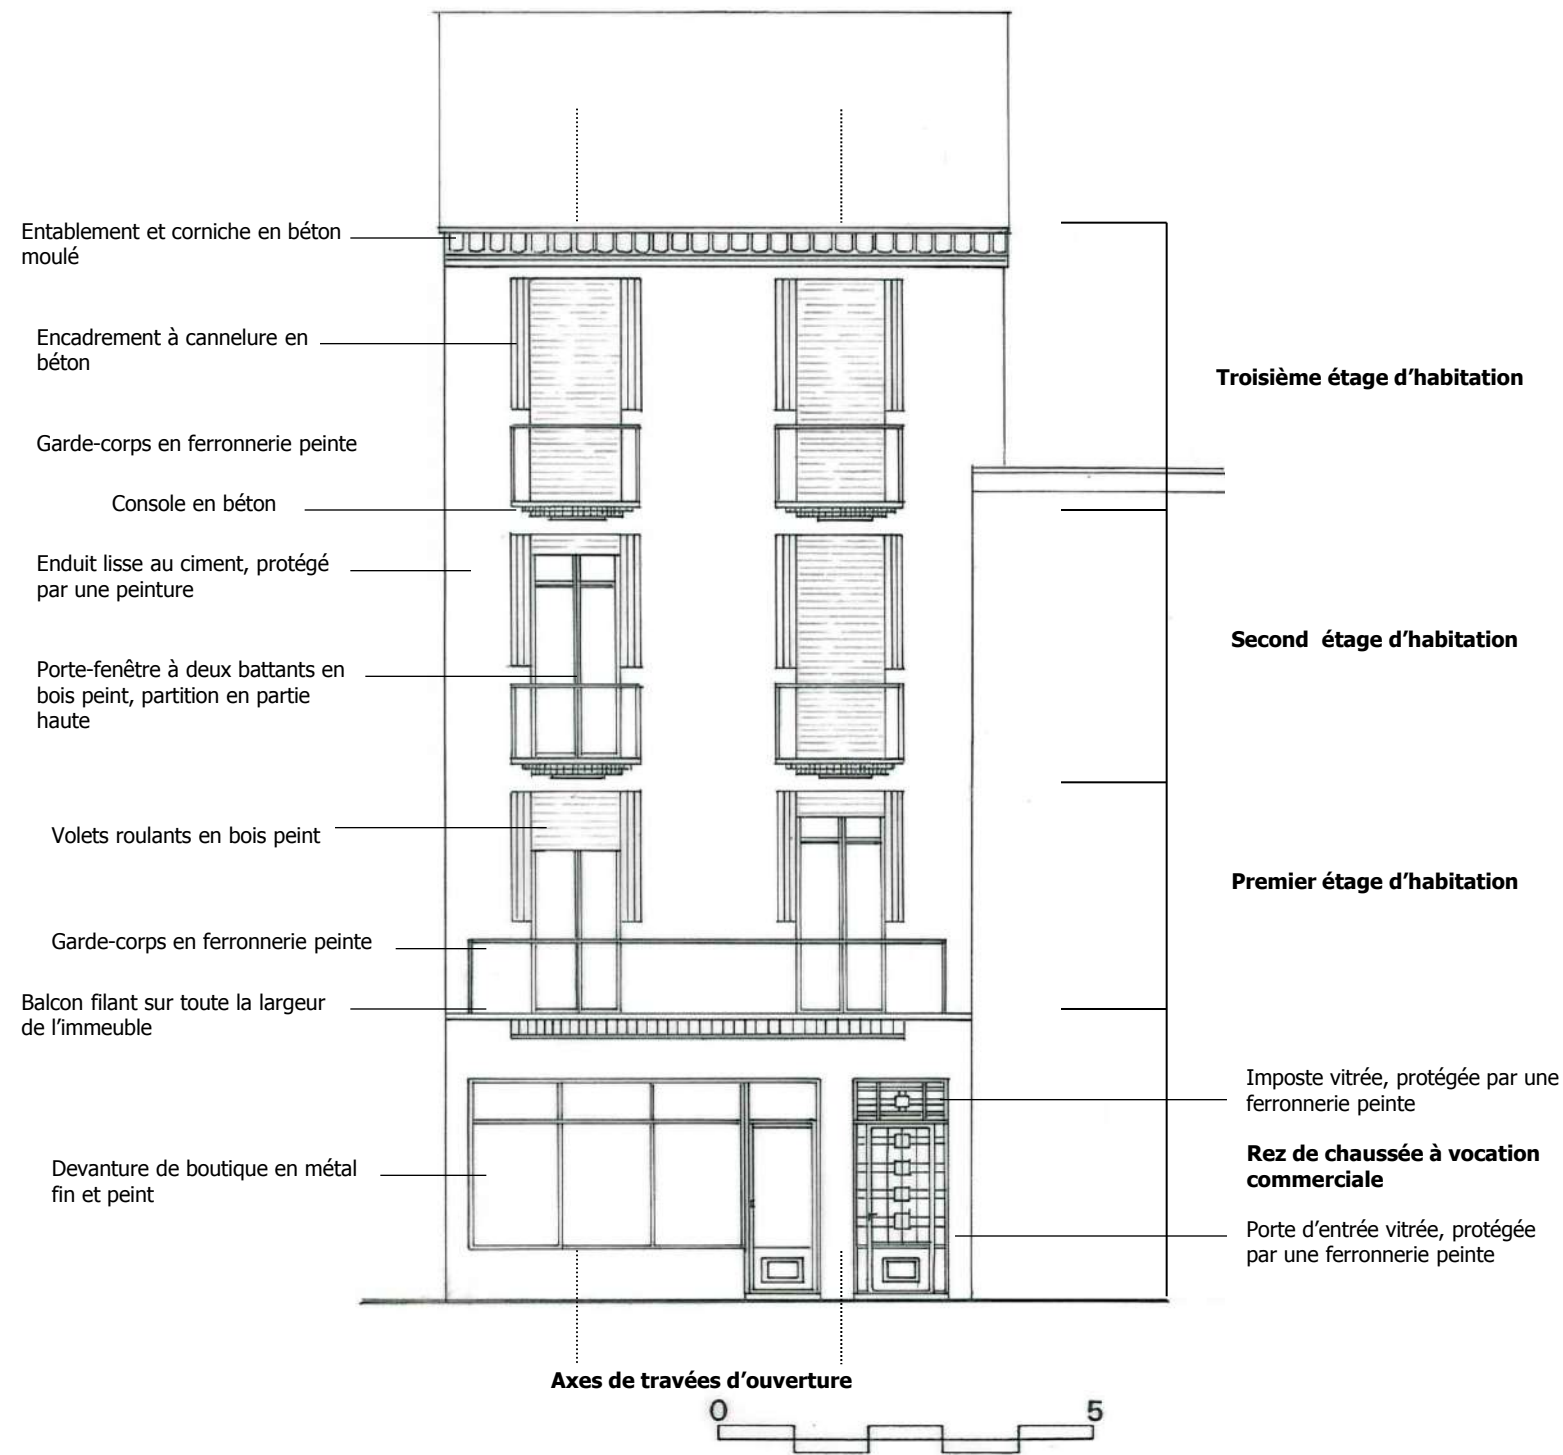 Entablement et corniche en béton
moulé
Encadrement à cannelure en
béton
Garde-corps en ferronnerie peinte
Console en béton
Enduit lisse au ciment, protégé
par une peinture
Porte-fenêtre à deux battants en
bois peint, partition en partie
haute
Volets roulants en bois peint
Garde-corps en ferronnerie peinte
Balcon filant sur toute la largeur
de l’immeuble
Devanture de boutique en métal
fin et peint
Troisième étage d’habitation
Second étage d’habitation
Premier étage d’habitation
Imposte vitrée, protégée par une
ferronnerie peinte
Rez de chaussée à vocation
commerciale
Porte d’entrée vitrée, protégée
par une ferronnerie peinte
Axes de travées d’ouverture
0 5